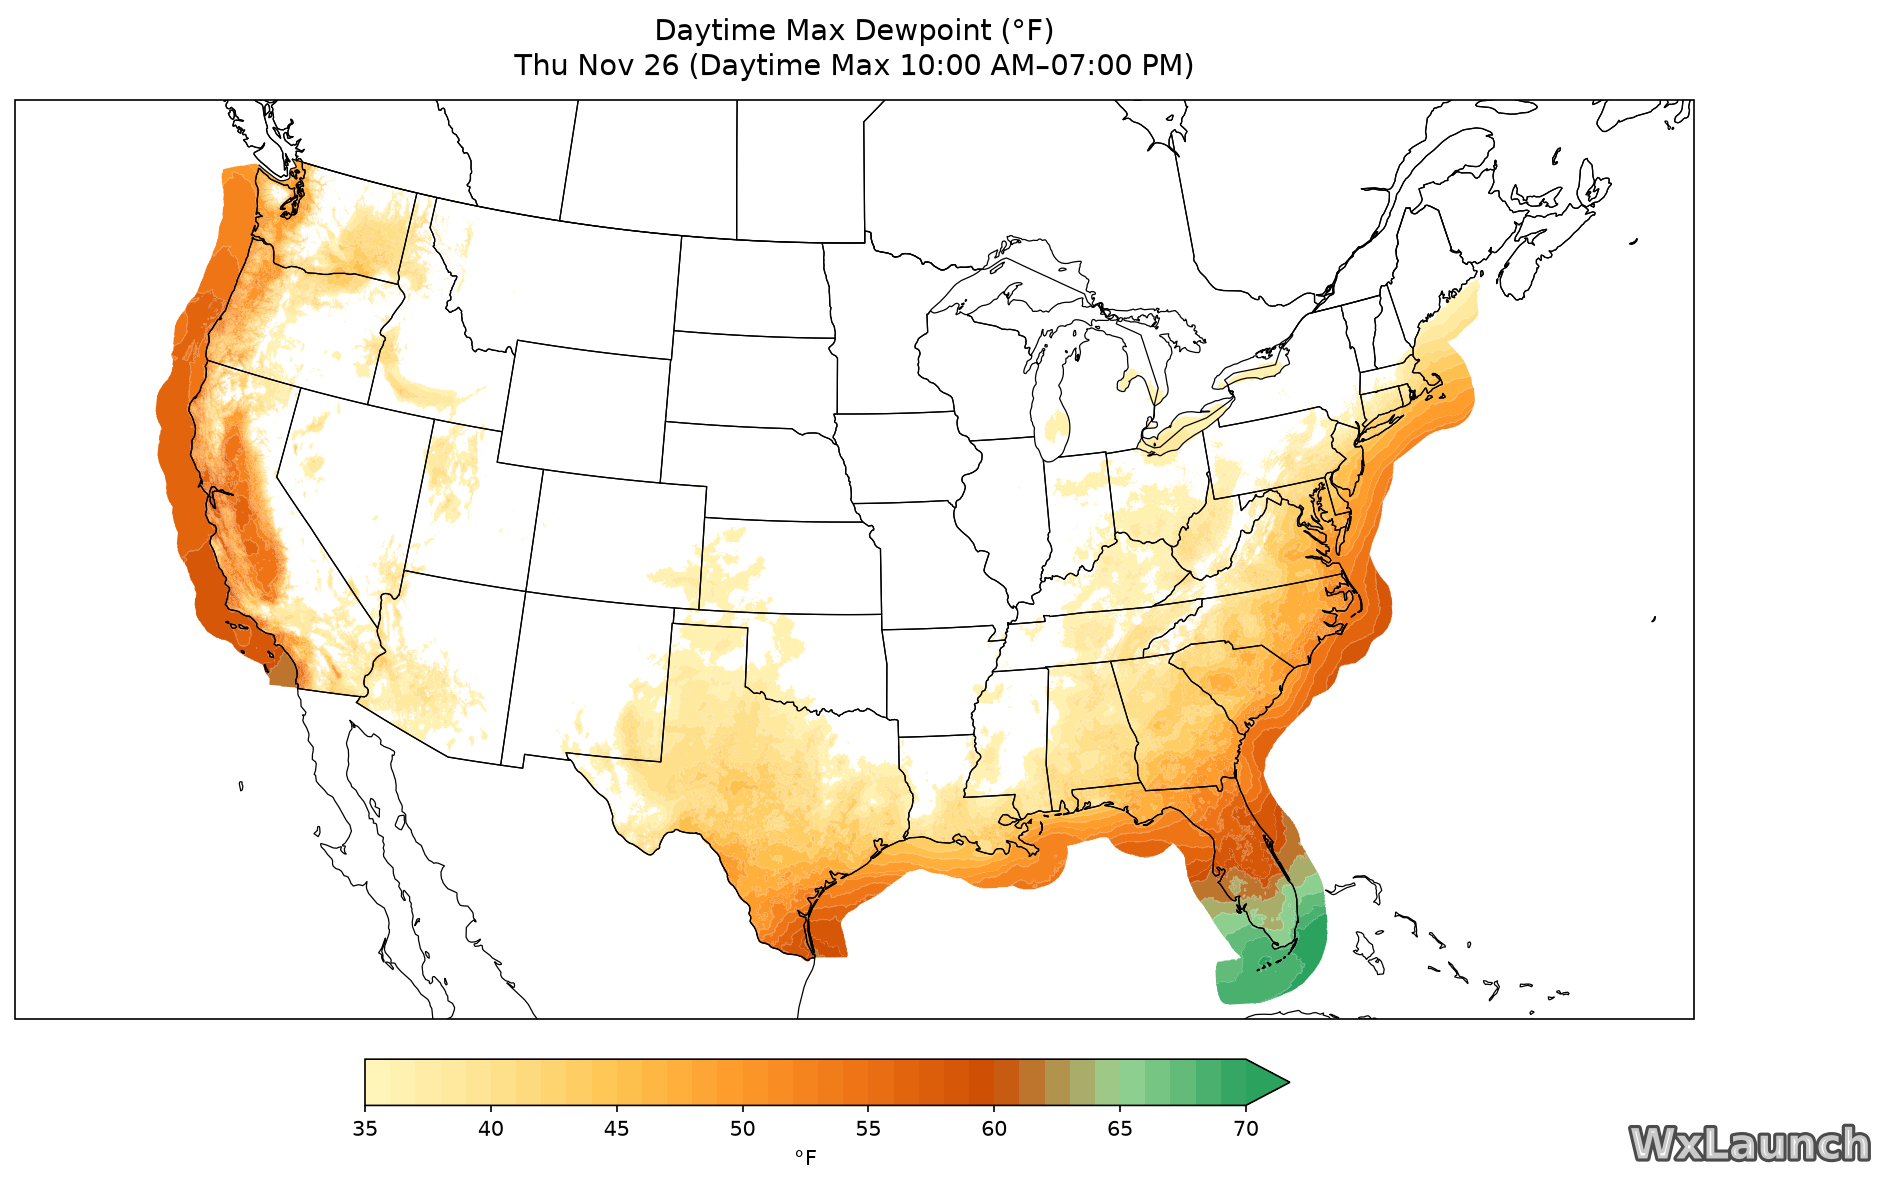 Daytime Max Dewpoint (°F)
Thu Nov 26 (Daytime Max 10:00 AM–07:00 PM)
35 40 45 50 55 60 65 70
°F
WxLaunch